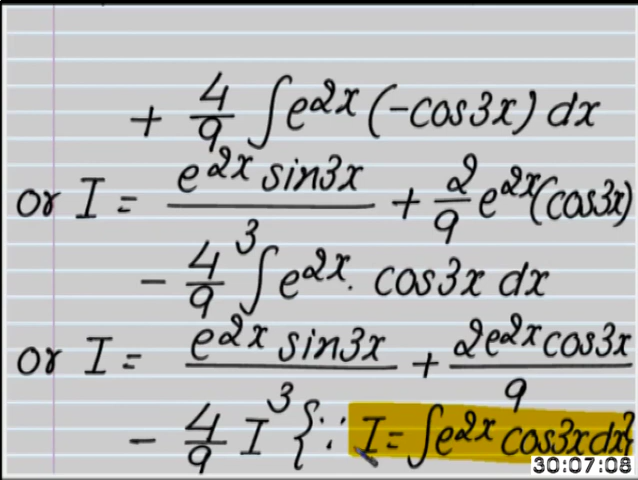 + 4/9 ∫e^2x (-cos3x) dx
or I = e^2x sin3x / 3 + 2/9 e^2x (cos3x)
- 4/9 ∫e^2x. cos3x dx
or I = e^2x sin3x / 3 + 2e^2x cos3x / 9
- 4/9 I {∵ I = ∫e^2x cos3x dx}
30:07:08